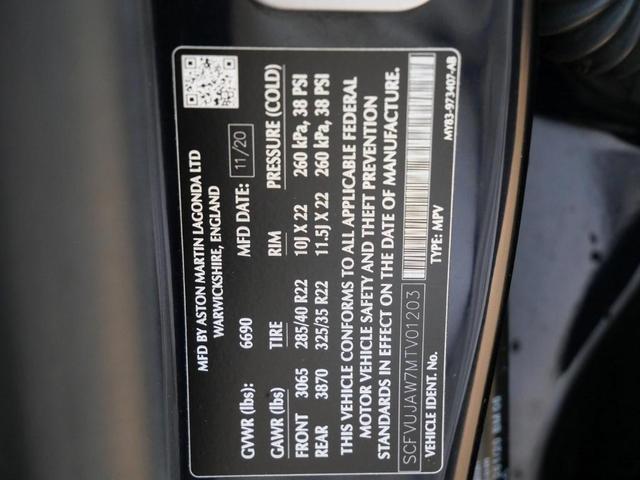 MFD BY ASTON MARTIN LAGONDA LTD
WARWICKSHIRE, ENGLAND
GVWR (lbs): 6690 MFD DATE: 11/20
GAWR (lbs): TIRE RIM PRESSURE (COLD)
FRONT 3065 285/40 R22 10J X 22 260 kPa, 38 PSI
REAR 3870 325/35 R22 11.5J X 22 260 kPa, 38 PSI
THIS VEHICLE CONFORMS TO ALL APPLICABLE FEDERAL
MOTOR VEHICLE SAFETY AND THEFT PREVENTION
STANDARDS IN EFFECT ON THE DATE OF MANUFACTURE.
SCFVUJAW7MTV01203
VEHICLE IDENT. No. TYPE: MPV
MY83-973407-AB